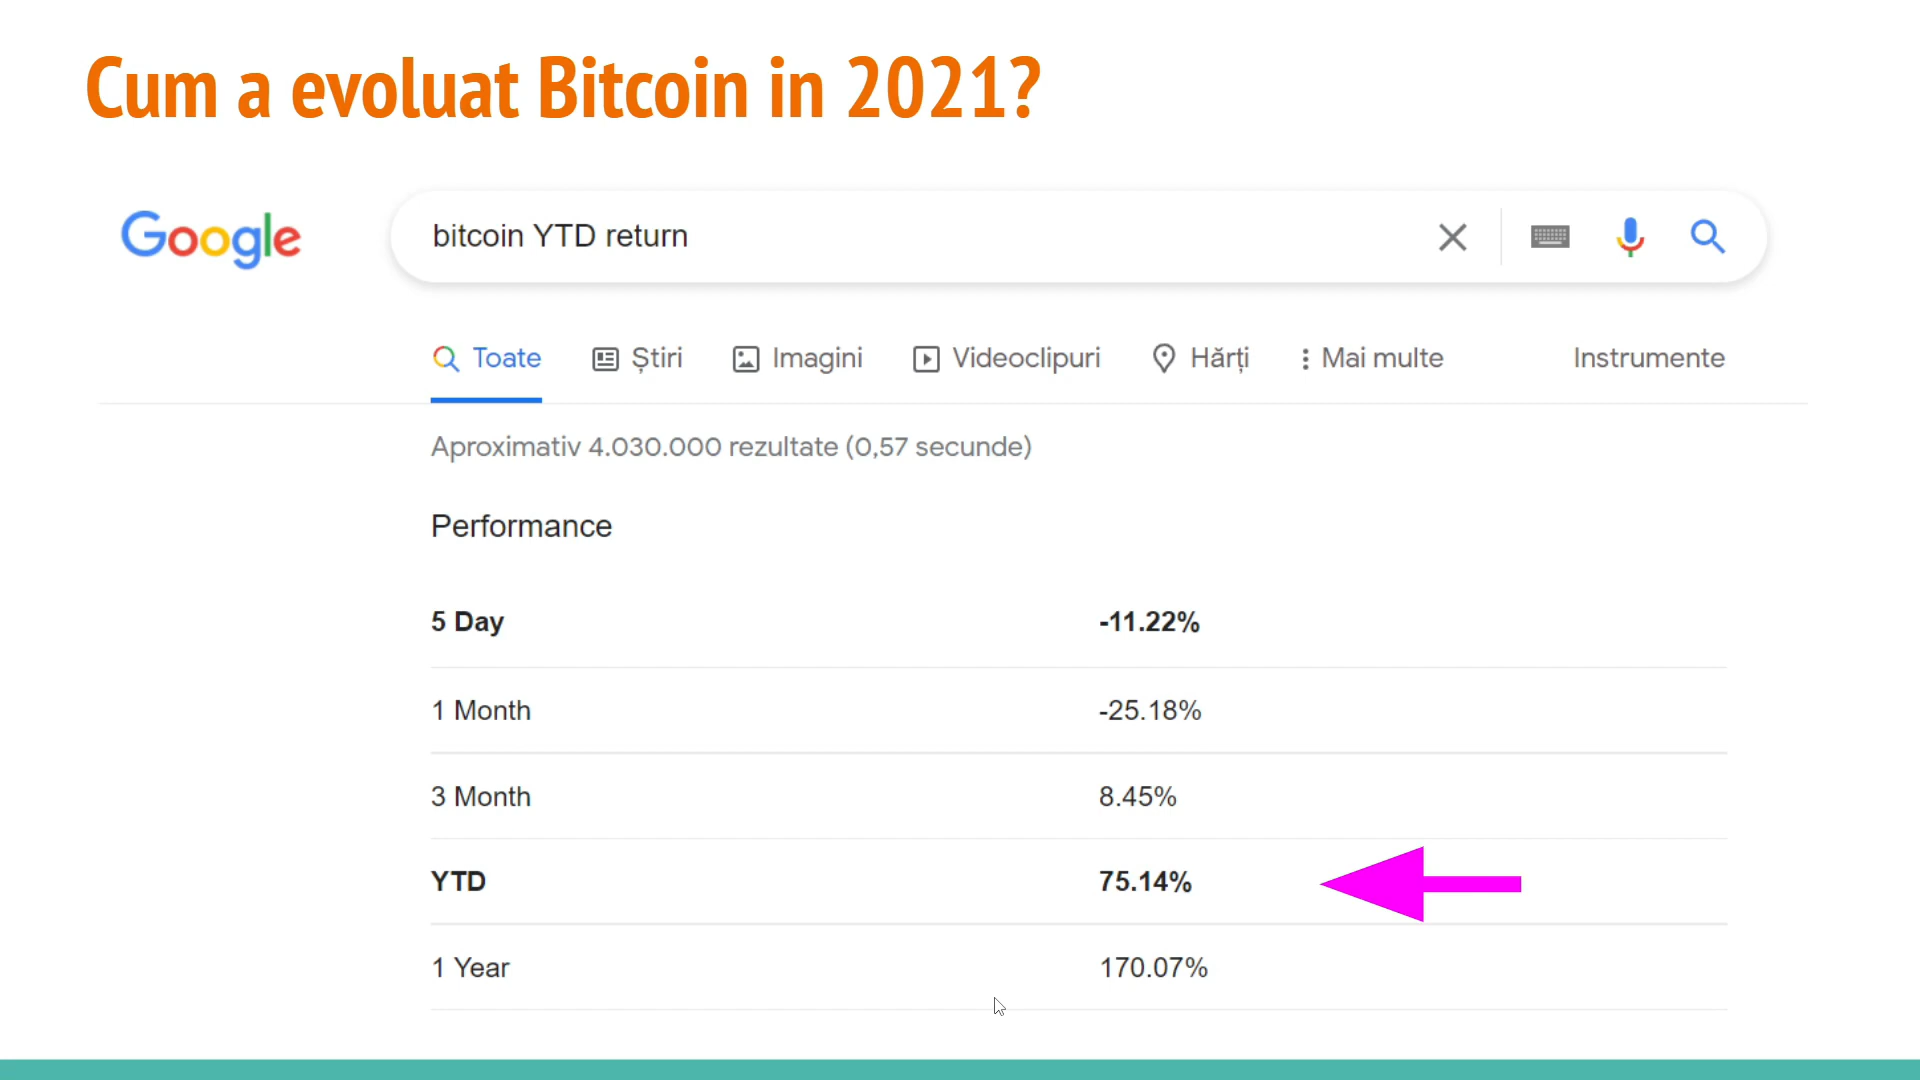 Cum a evoluat Bitcoin in 2021?
Google
bitcoin YTD return
Toate Știri Imagini Videoclipuri Hărți Mai multe Instrumente
Aproximativ 4.030.000 rezultate (0,57 secunde)
Performance
5 Day -11.22%
1 Month -25.18%
3 Month 8.45%
YTD 75.14%
1 Year 170.07%